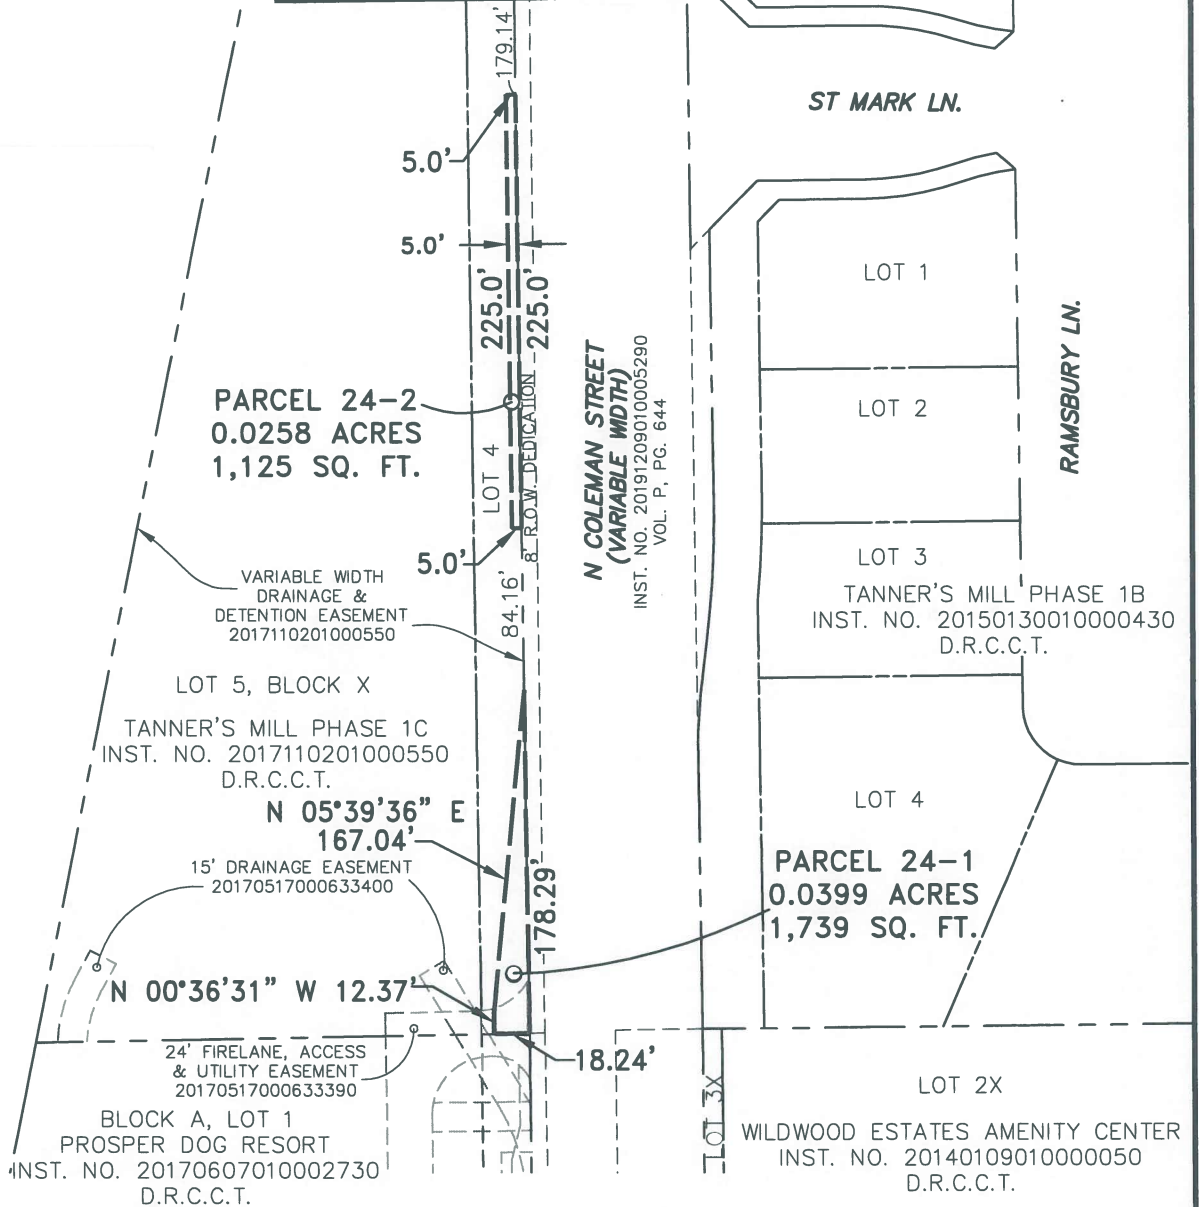 179.14'
ST MARK LN.
5.0'
5.0'
225.0'
225.0'
LOT 1
LOT 2
LOT 3
RAMSBURY LN.
N COLEMAN STREET
(VARIABLE WIDTH)
INST. NO. 20191209010005290
VOL. P, PG. 644
PARCEL 24-2
0.0258 ACRES
1,125 SQ. FT.
LOT 4
8' R.O.W. DEDICATION
5.0'
84.16'
VARIABLE WIDTH
DRAINAGE &
DETENTION EASEMENT
20171102010000550
TANNER'S MILL PHASE 1B
INST. NO. 20150130010000430
D.R.C.C.T.
LOT 5, BLOCK X
TANNER'S MILL PHASE 1C
INST. NO. 20171102010000550
D.R.C.C.T.
N 05°39'36" E
167.04'
15' DRAINAGE EASEMENT
20170517000633400
178.29'
LOT 4
PARCEL 24-1
0.0399 ACRES
1,739 SQ. FT.
N 00°36'31" W 12.37'
18.24'
24' FIRELANE, ACCESS
& UTILITY EASEMENT
20170517000633390
BLOCK A, LOT 1
PROSPER DOG RESORT
INST. NO. 20170607010002730
D.R.C.C.T.
LOT 3X
LOT 2X
WILDWOOD ESTATES AMENITY CENTER
INST. NO. 20140109010000050
D.R.C.C.T.